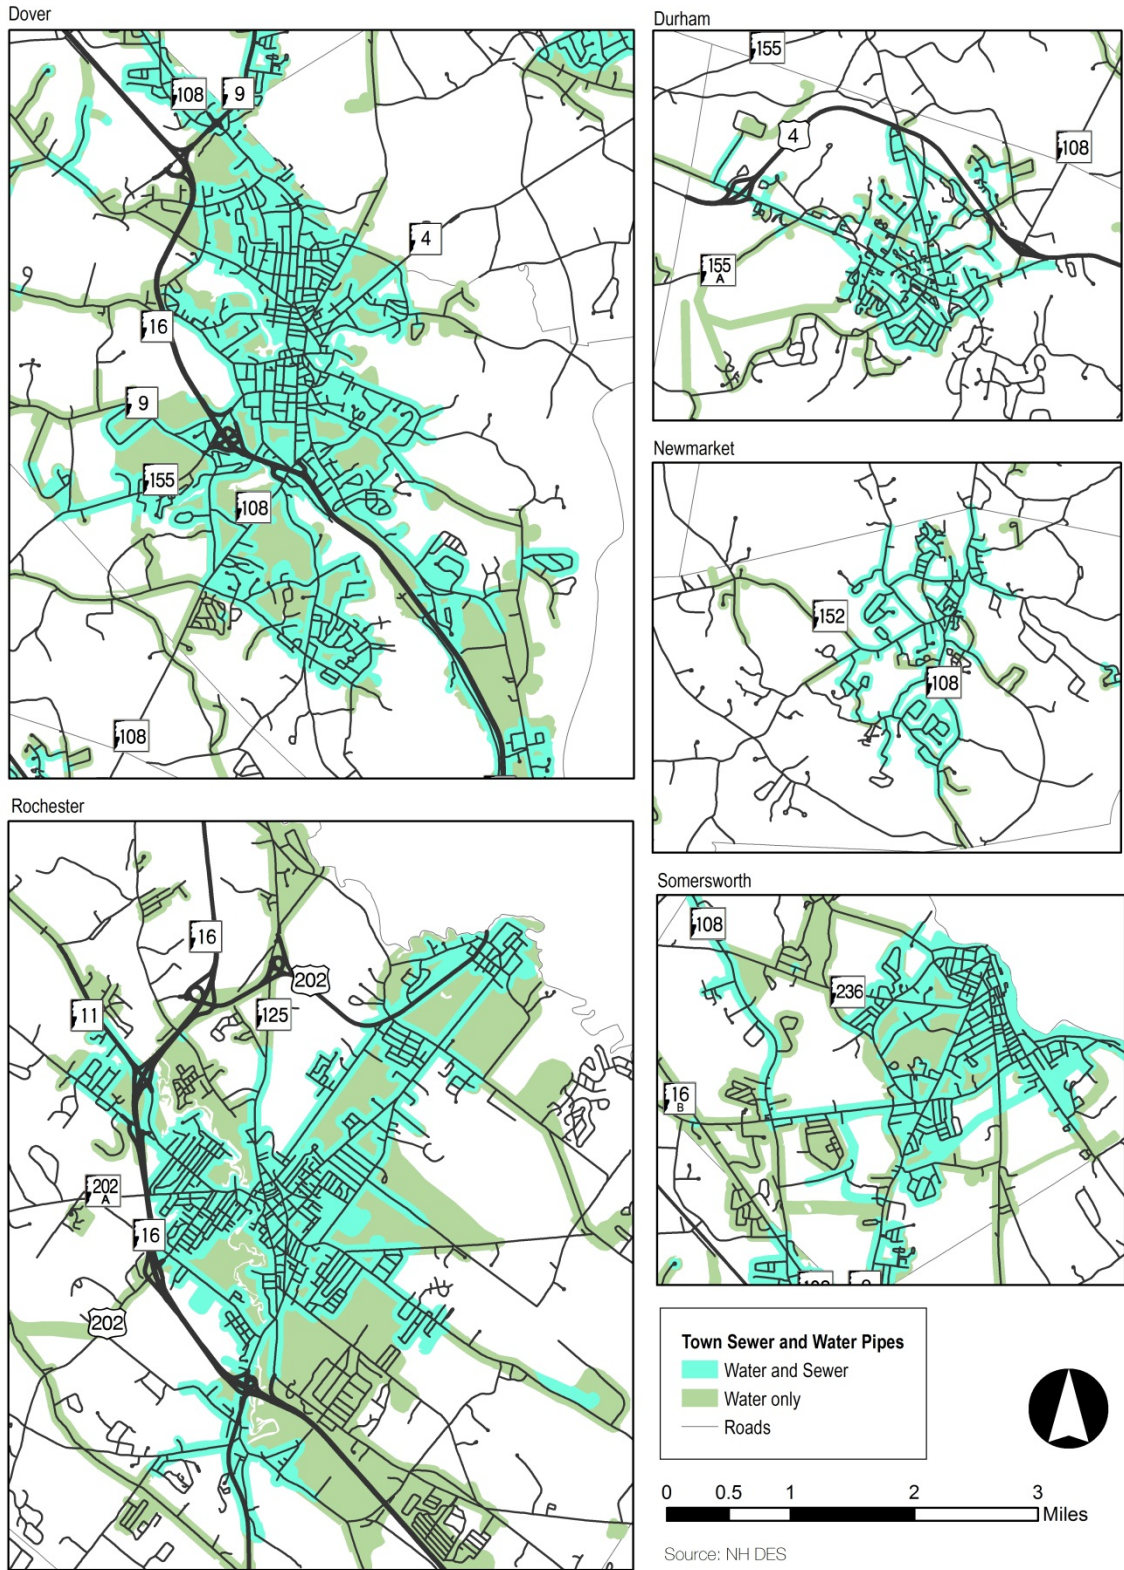 Dover
108
9
4
16
9
155
108
108
Durham
155
4
108
155
A
Newmarket
152
108
Rochester
16
202
11
125
202
A
16
202
Somersworth
108
236
16
B
Town Sewer and Water Pipes
Water and Sewer
Water only
Roads
0 0.5 1 2 3
Miles
Source: NH DES